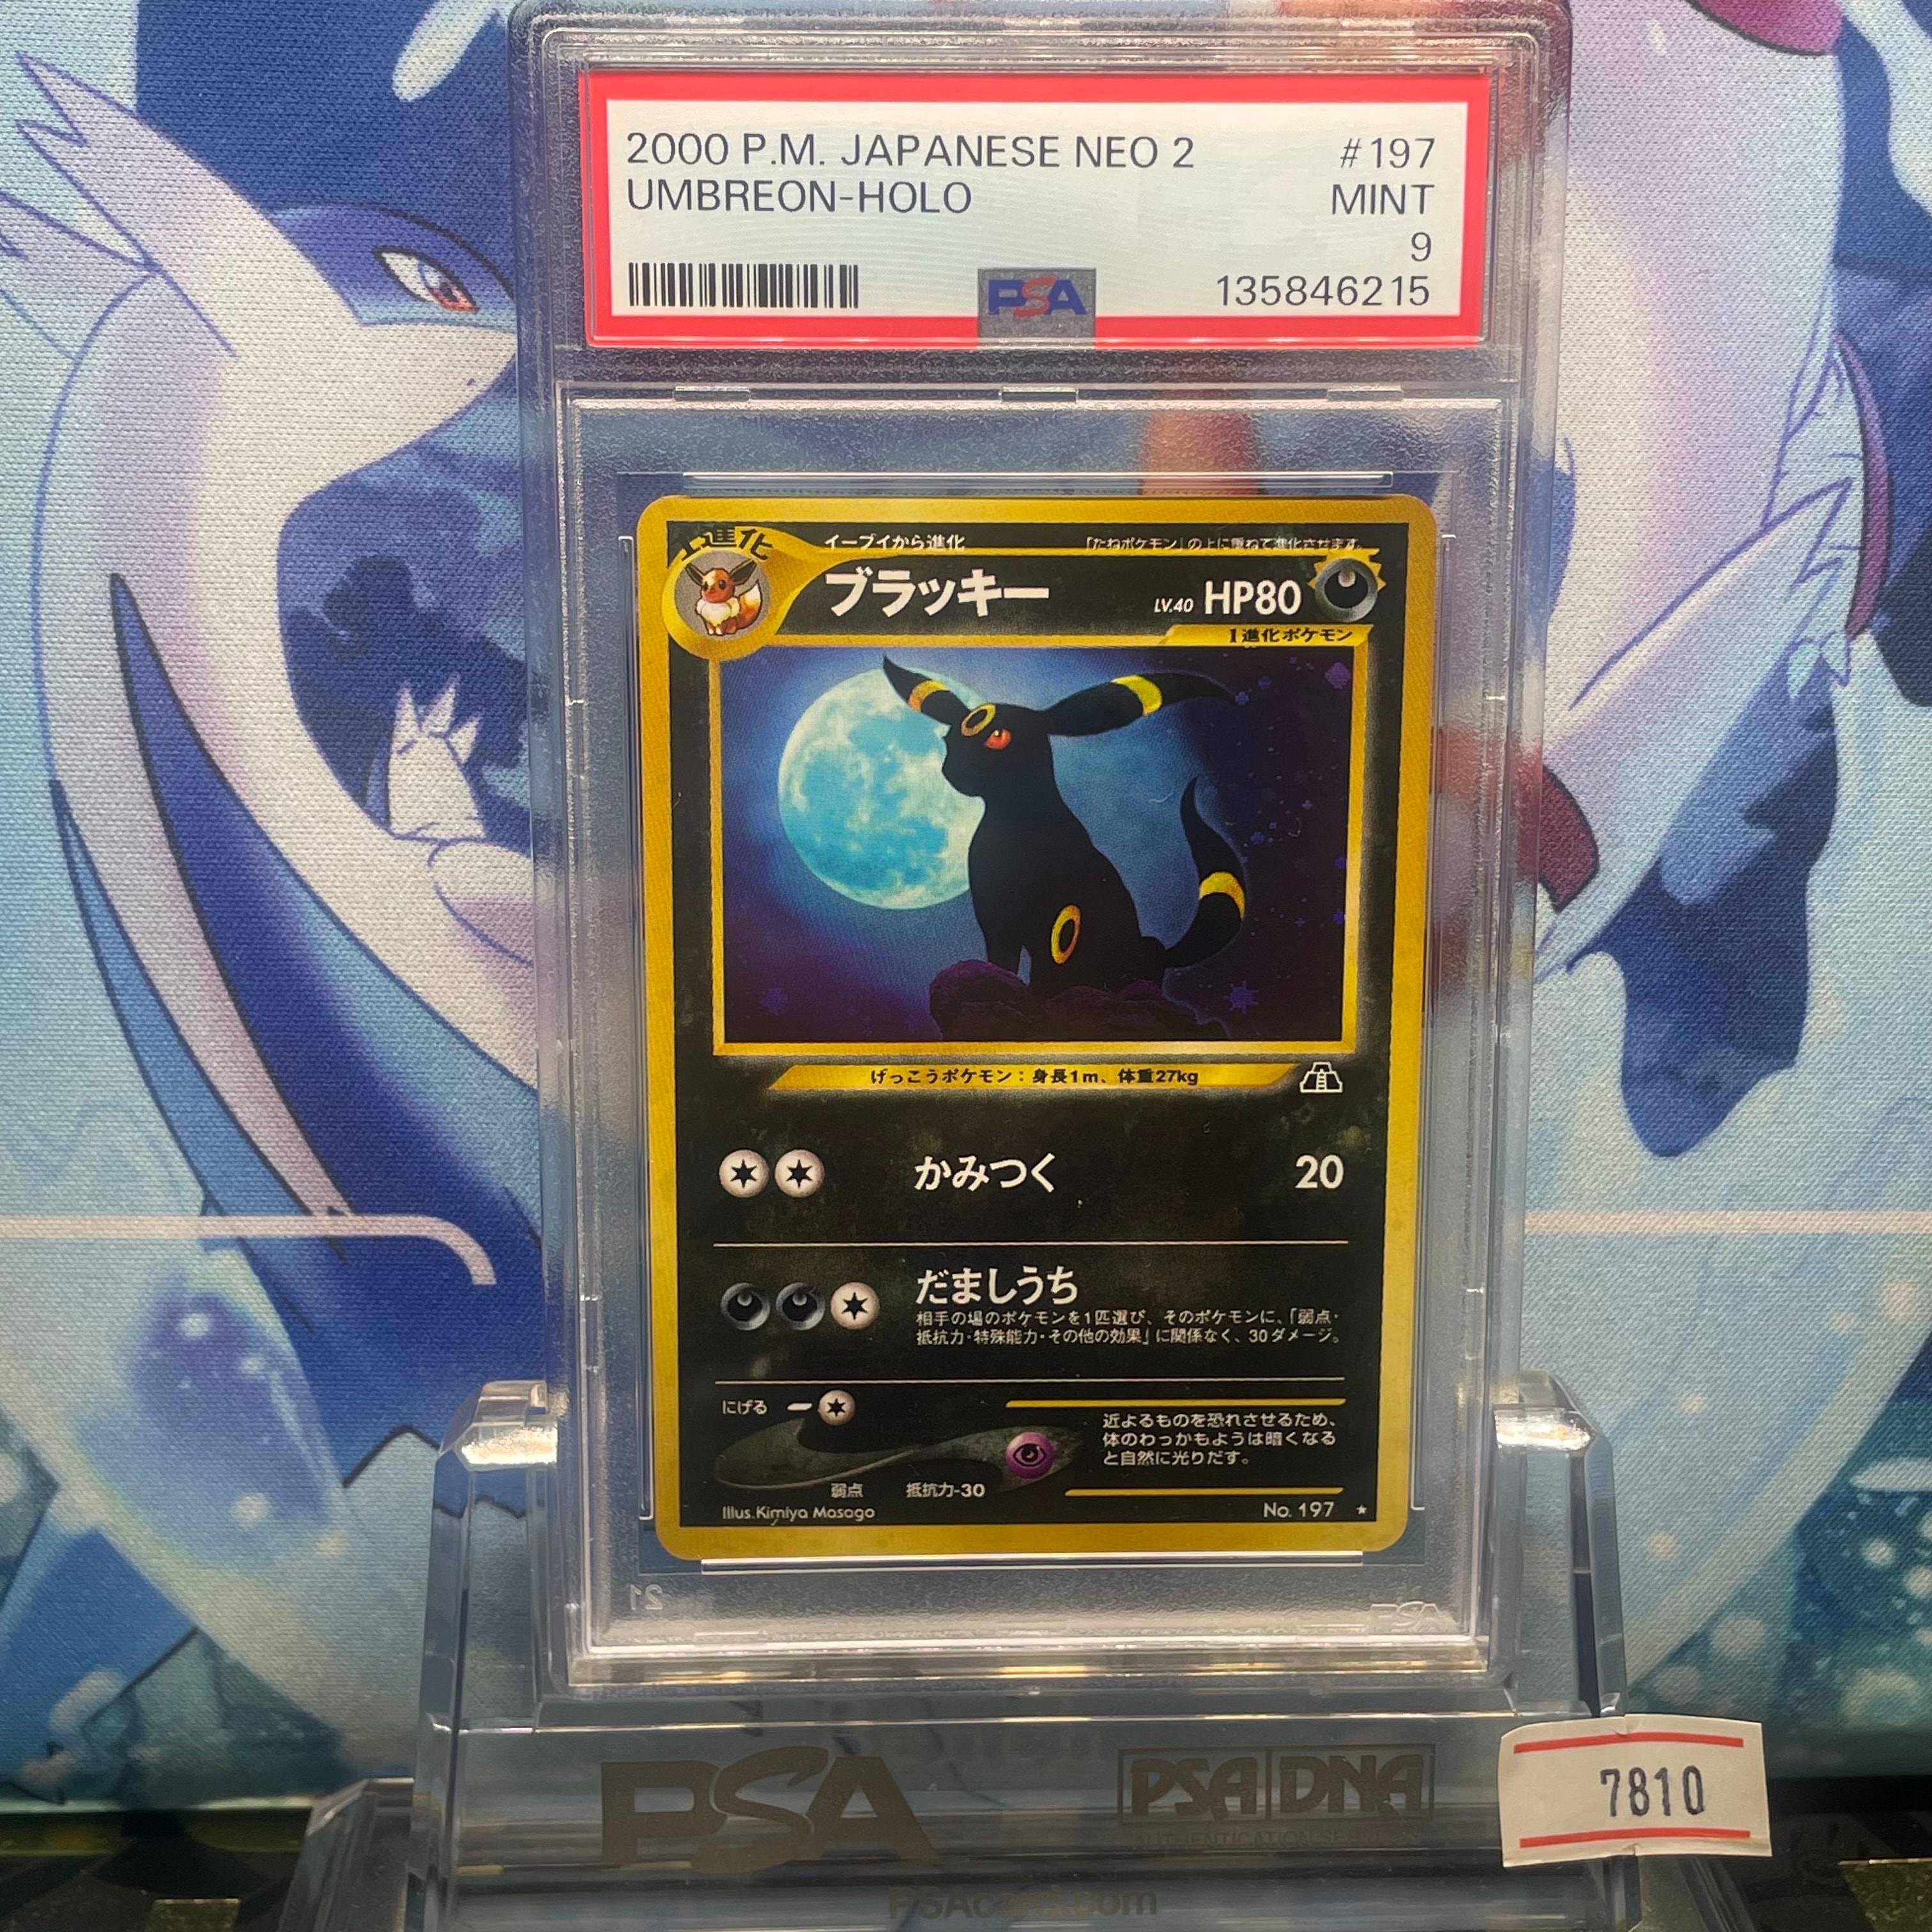 2000 P.M. JAPANESE NEO 2 #197
UMBREON-HOLO MINT
9
PSA 135846215
1進化
イーブイから進化 「たねポケモン」の上に重ねて進化させます。
ブラッキー LV.40 HP80
1進化ポケモン
げっこうポケモン：身長1m、体重27kg
かみつく 20
だましうち
相手の場のポケモンを1匹選び、そのポケモンに、「弱点・
抵抗力・特殊能力・その他の効果」に関係なく、30ダメージ。
にげる
近よるものを恐れさせるため、
体のわっかもようは暗くなる
と自然に光りだす。
弱点 抵抗力-30
Illus.Kimiya Masago No. 197 ★
21 PSA
PSA PSA DNA
AUTHENTICATION SERVICES
7810
PSAcard.com